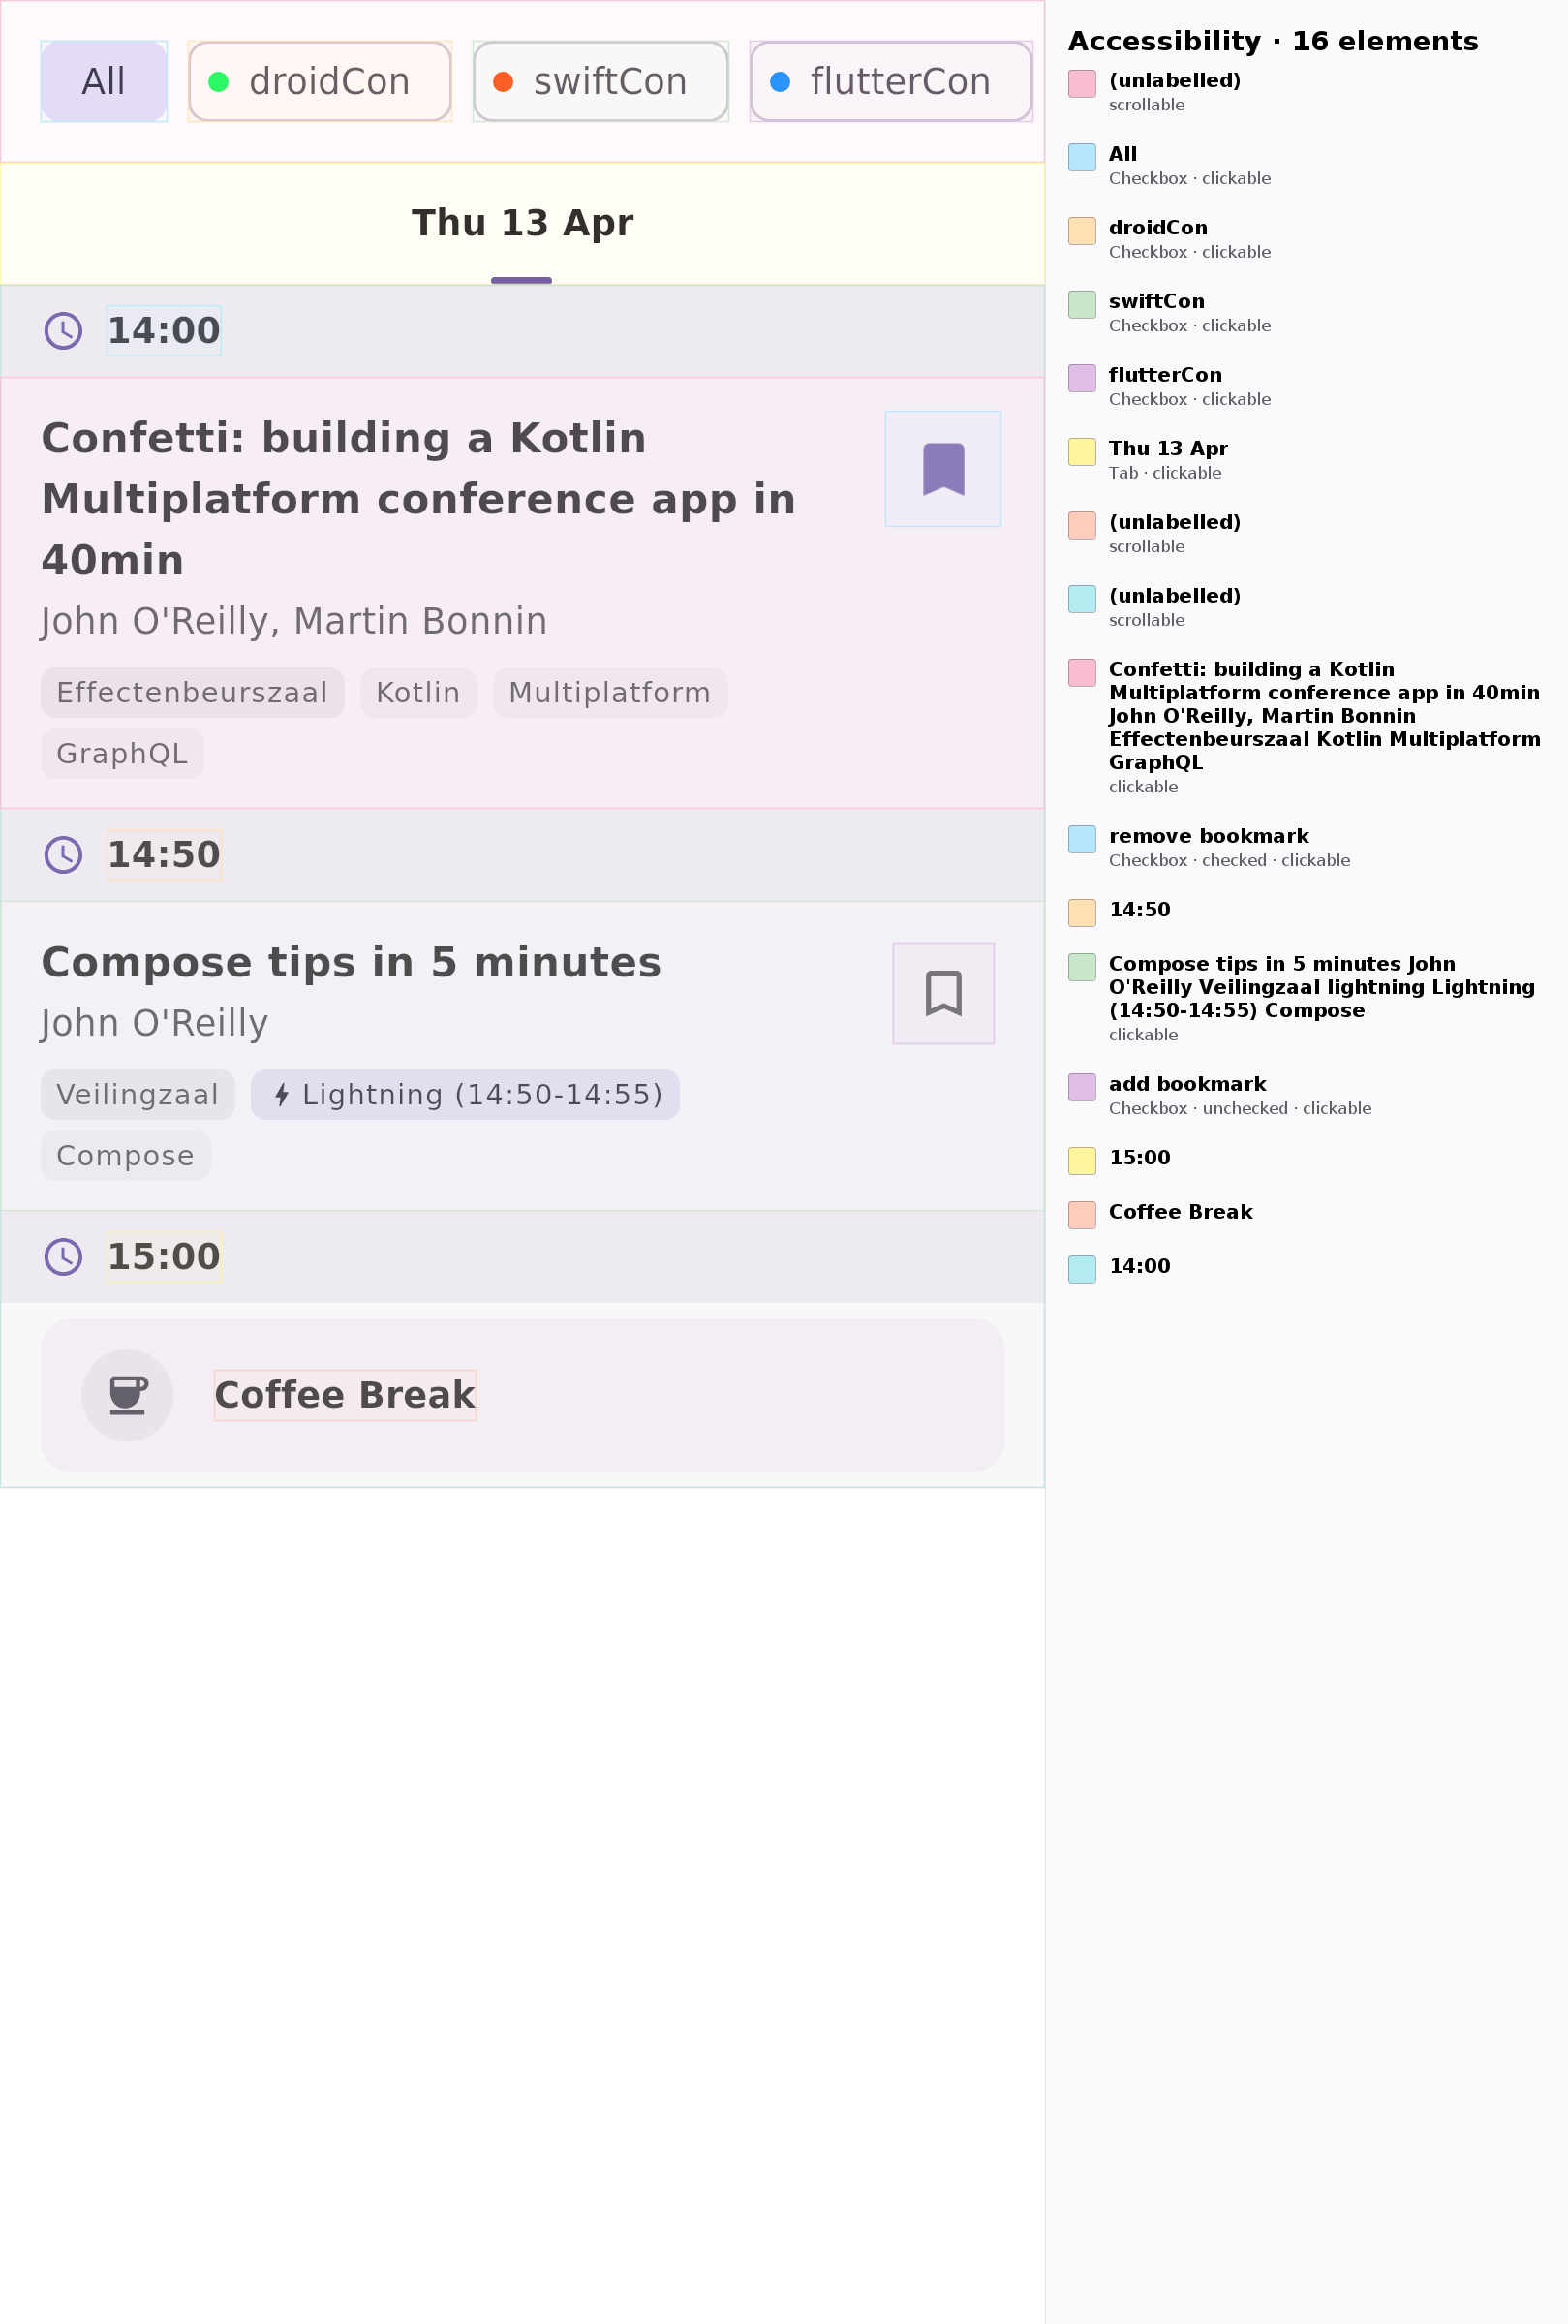 All
droidCon
swiftCon
flutterCon
Thu 13 Apr
14:00
Confetti: building a Kotlin
Multiplatform conference app in
40min
John O'Reilly, Martin Bonnin
Effectenbeurszaal
Kotlin
Multiplatform
GraphQL
14:50
Compose tips in 5 minutes
John O'Reilly
Veilingzaal
Lightning (14:50-14:55)
Compose
15:00
Coffee Break
Accessibility · 16 elements
(unlabelled)
scrollable
All
Checkbox · clickable
droidCon
Checkbox · clickable
swiftCon
Checkbox · clickable
flutterCon
Checkbox · clickable
Thu 13 Apr
Tab · clickable
(unlabelled)
scrollable
(unlabelled)
scrollable
Confetti: building a Kotlin
Multiplatform conference app in 40min
John O'Reilly, Martin Bonnin
Effectenbeurszaal Kotlin Multiplatform
GraphQL
clickable
remove bookmark
Checkbox · checked · clickable
14:50
Compose tips in 5 minutes John
O'Reilly Veilingzaal lightning Lightning
(14:50-14:55) Compose
clickable
add bookmark
Checkbox · unchecked · clickable
15:00
Coffee Break
14:00